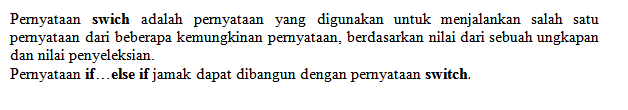 Pernyataan swich adalah pernyataan yang digunakan untuk menjalankan salah satu
pernyataan dari beberapa kemungkinan pernyataan, berdasarkan nilai dari sebuah ungkapan
dan nilai penyeleksian.
Pernyataan if…else if jamak dapat dibangun dengan pernyataan switch.